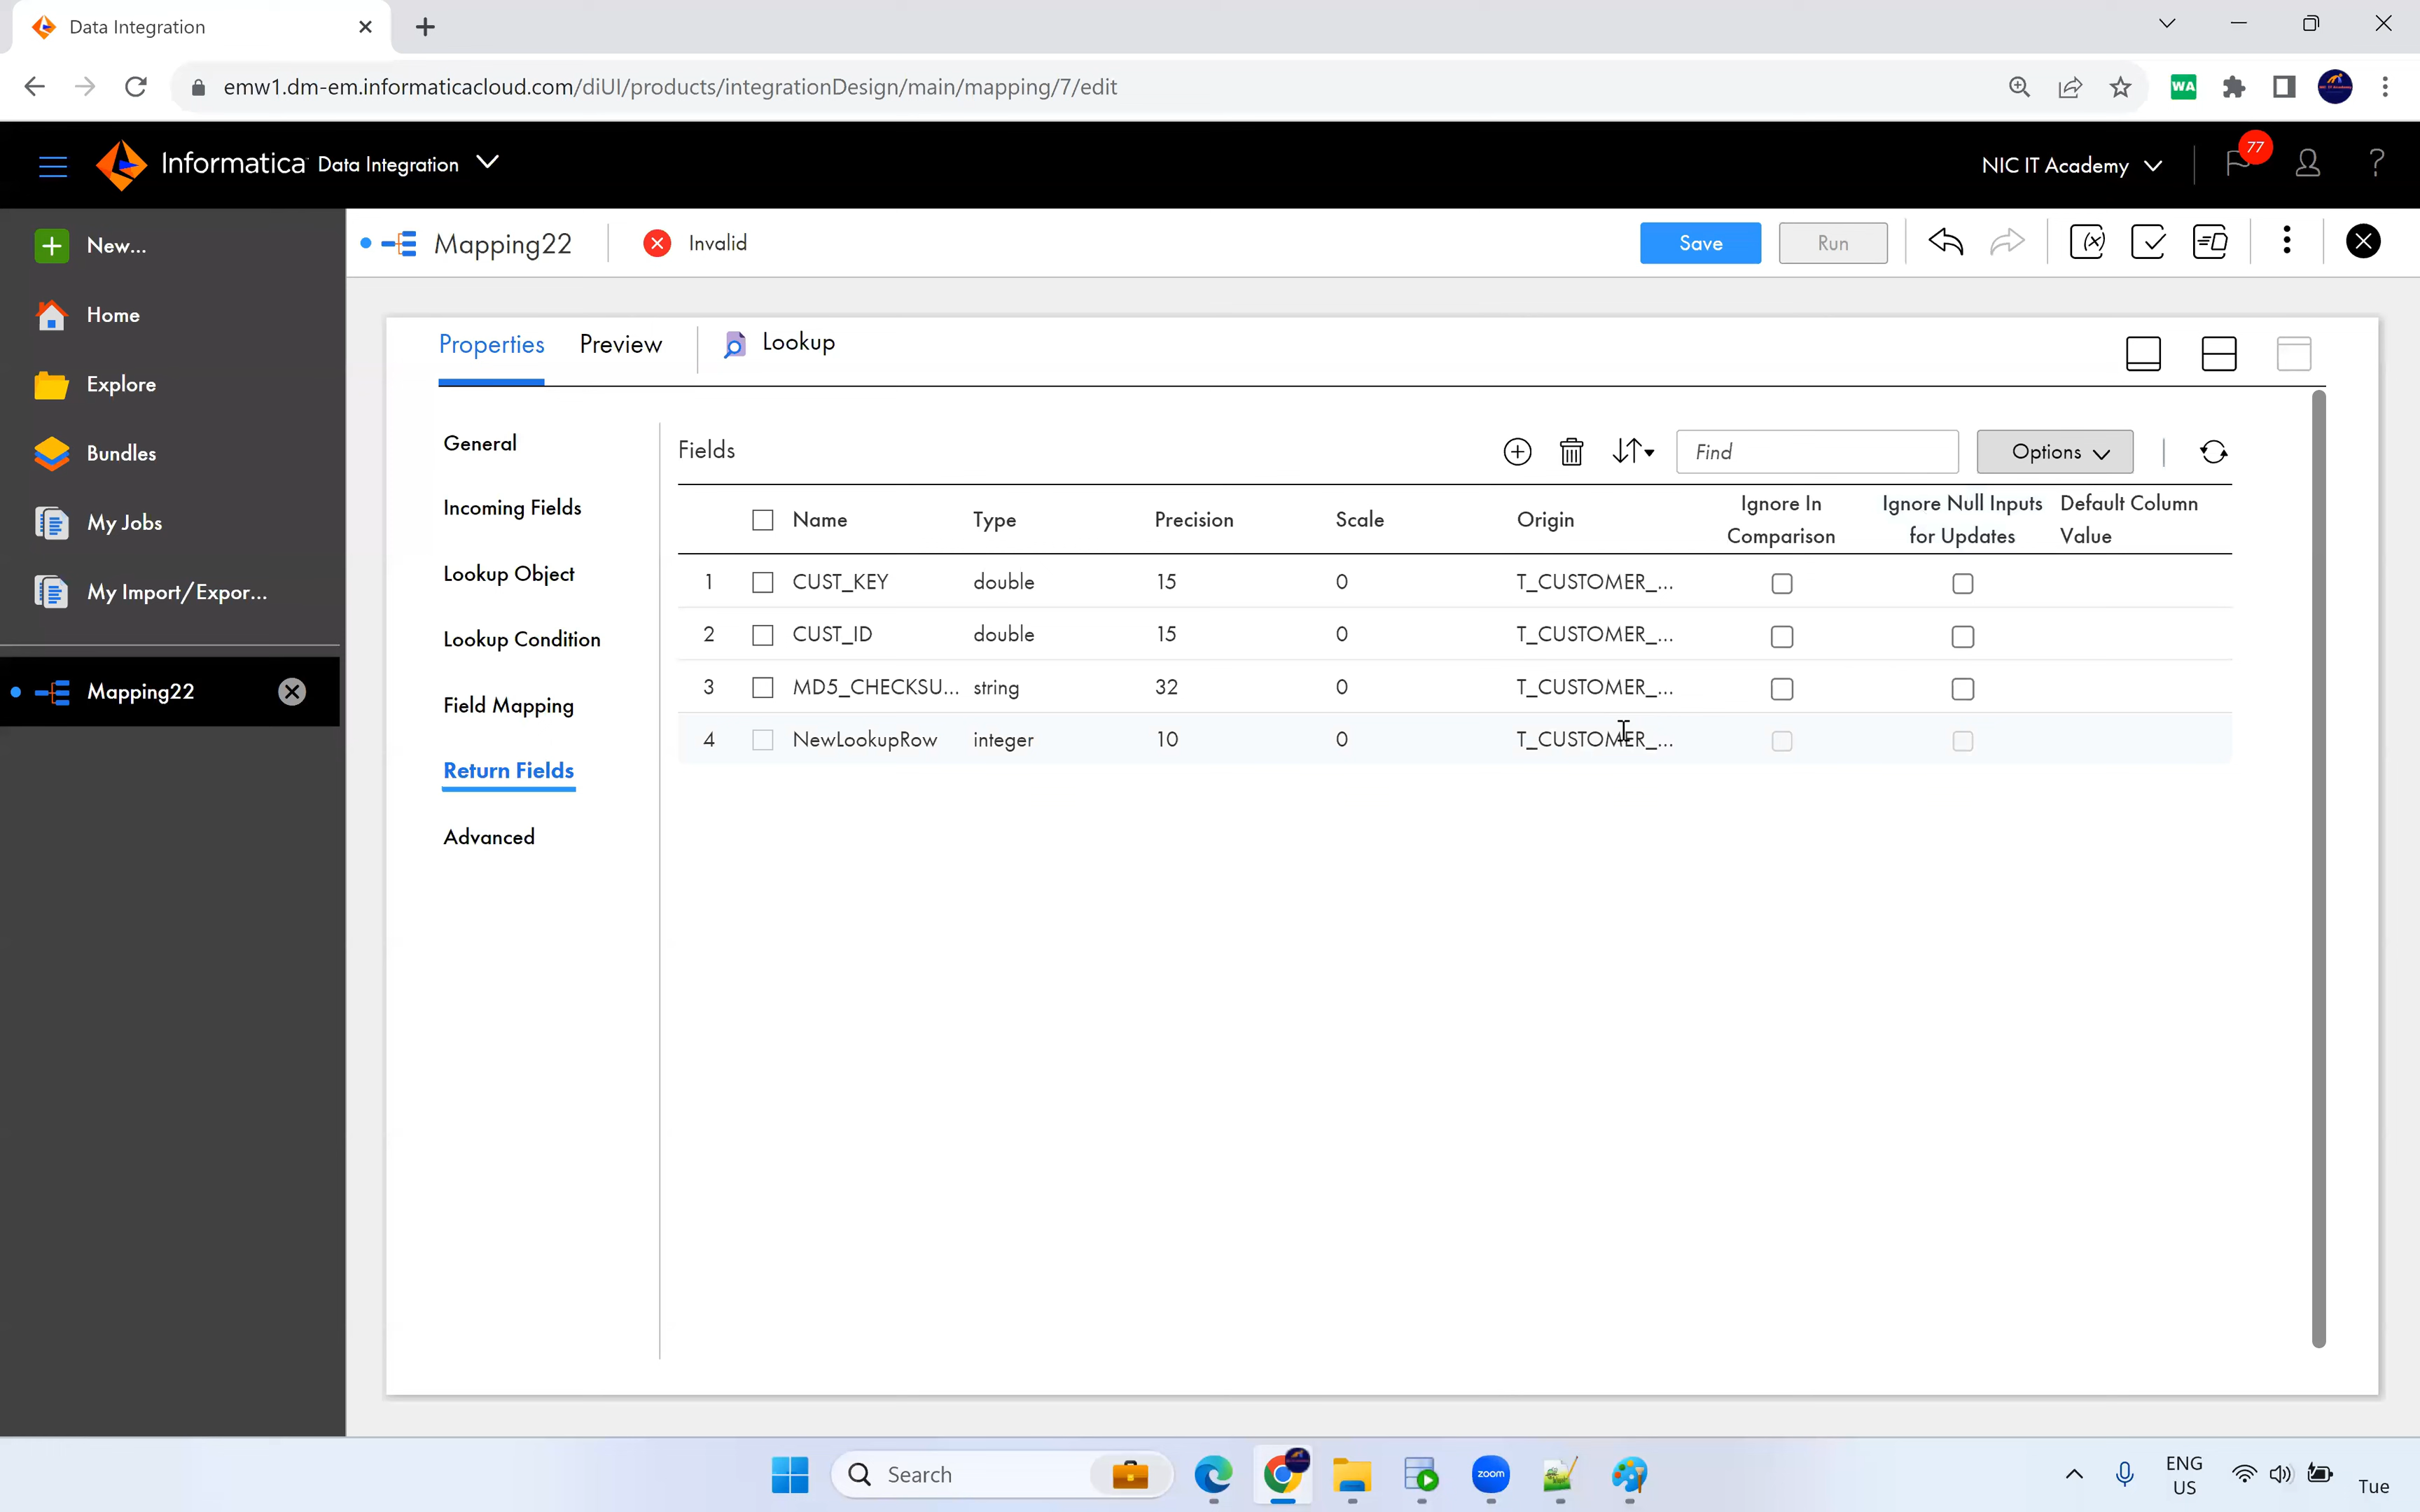 Data Integration
emw1.dm-em.informaticacloud.com/diUI/products/integrationDesign/main/mapping/7/edit
WA
Informatica Data Integration
NIC IT Academy
77
?
New...
Home
Explore
Bundles
My Jobs
My Import/Expor...
Mapping22
Mapping22
Invalid
Save
Run
(x)
Properties
Preview
Lookup
General
Incoming Fields
Lookup Object
Lookup Condition
Field Mapping
Return Fields
Advanced
Fields
Find
Options
Name Type Precision Scale Origin Ignore In Comparison Ignore Null Inputs for Updates Default Column Value
1 CUST_KEY double 15 0 T_CUSTOMER_...
2 CUST_ID double 15 0 T_CUSTOMER_...
3 MD5_CHECKSU... string 32 0 T_CUSTOMER_...
4 NewLookupRow integer 10 0 T_CUSTOMER_...
Search
zoom
ENG
US
Tue